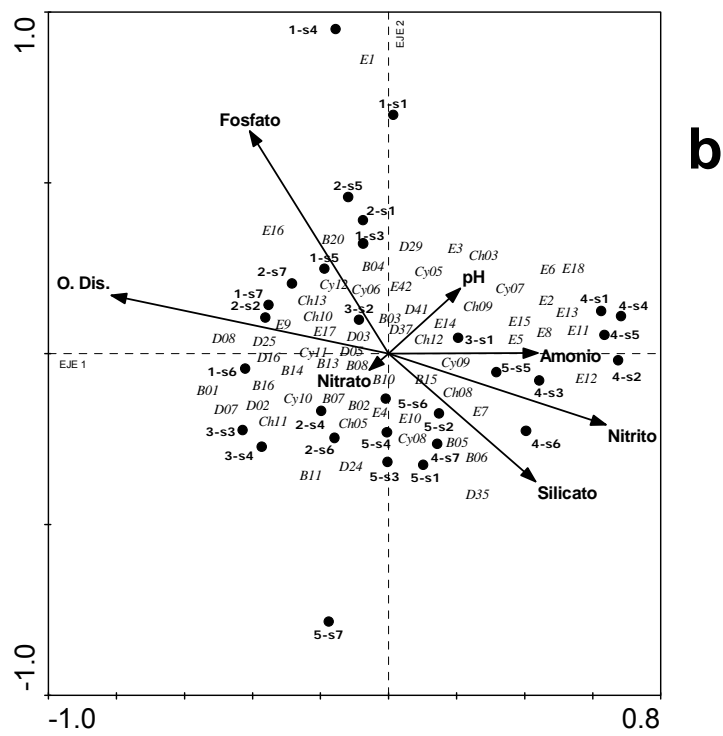 1.0
EJE 2
1-s4
E1
b
1-s1
Fosfato
2-s5
2-s1
E16
B20
1-s3
D29
E3
Ch03
1-s5
B04
Cy05
E6
E18
2-s7
pH
O. Dis.
Cy12
Cy06
E42
Cy07
1-s7
Ch13
E2
2-s2
3-s2
D41
Ch09
4-s1
4-s4
E9
Ch10
B03
E14
E15
E13
E17
D37
E8
E11
D08
D25
D03
Ch12
3-s1
E5
4-s5
Cy11
D05
Amonio
EJE 1
D16
B13
B08
Cy09
1-s6
B14
Nitrato
B10
B15
5-s5
E12
4-s2
B01
B16
Ch08
4-s3
Cy10
B07
B02
5-s6
D07
D02
E4
E10
E7
Ch11
2-s4
Ch05
5-s2
3-s3
Cy08
Nitrito
2-s6
5-s4
B05
4-s6
3-s4
4-s7
D24
B06
B11
5-s3
5-s1
Silicato
D35
5-s7
-1.0
-1.0
0.8